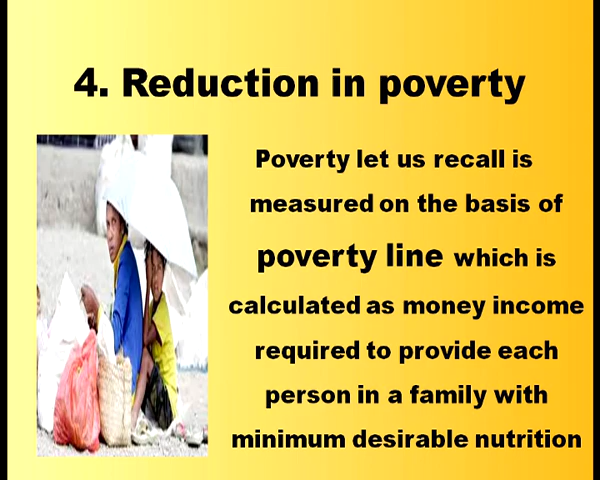 4. Reduction in poverty
Poverty let us recall is
measured on the basis of
poverty line which is
calculated as money income
required to provide each
person in a family with
minimum desirable nutrition